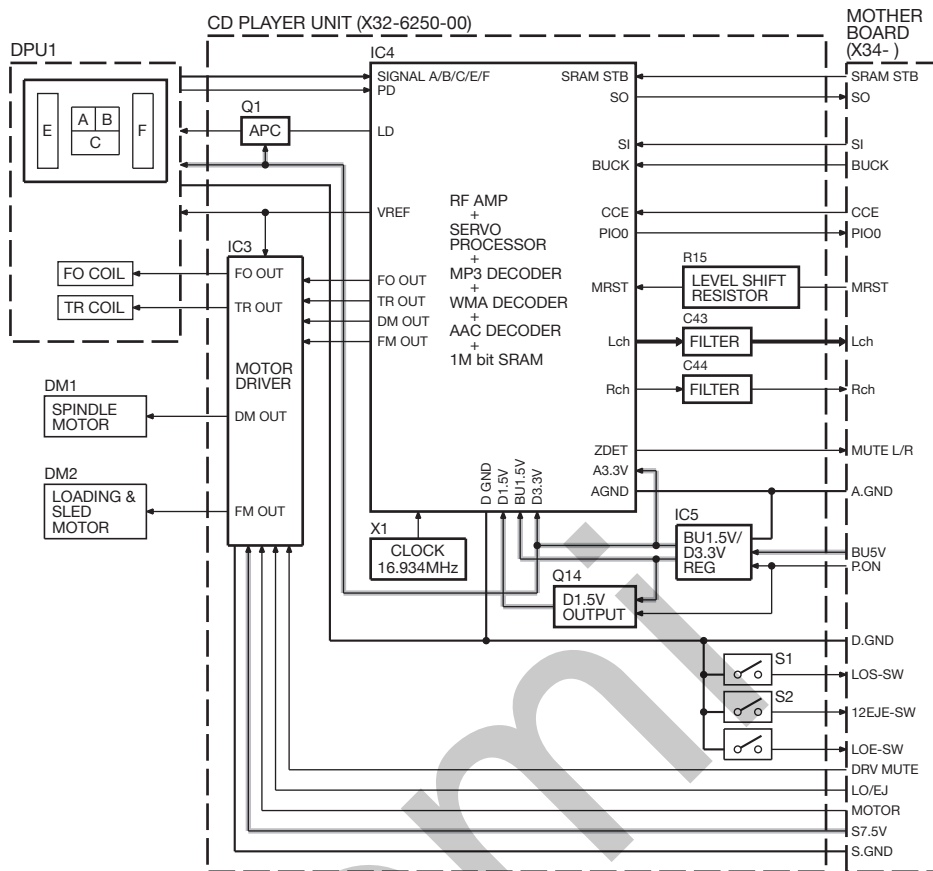 CD PLAYER UNIT (X32-6250-00)
MOTHER
BOARD
(X34- )
DPU1
E
A
B
C
F
FO COIL
TR COIL
DM1
SPINDLE
MOTOR
DM2
LOADING &
SLED
MOTOR
Q1
APC
IC3
FO OUT
TR OUT
MOTOR
DRIVER
DM OUT
FM OUT
IC4
SIGNAL A/B/C/E/F
PD
LD
VREF
FO OUT
TR OUT
DM OUT
FM OUT
RF AMP
+
SERVO
PROCESSOR
+
MP3 DECODER
+
WMA DECODER
+
AAC DECODER
+
1M bit SRAM
SRAM STB
SO
SI
BUCK
CCE
PIO0
MRST
Lch
Rch
ZDET
A3.3V
AGND
D GND
D1.5V
BU1.5V
D3.3V
X1
CLOCK
16.934MHz
R15
LEVEL SHIFT
RESISTOR
C43
FILTER
C44
FILTER
IC5
BU1.5V/
D3.3V
REG
Q14
D1.5V
OUTPUT
S1
S2
SRAM STB
SO
SI
BUCK
CCE
PIO0
MRST
Lch
Rch
MUTE L/R
A.GND
BU5V
P.ON
D.GND
LOS-SW
12EJE-SW
LOE-SW
DRV MUTE
LO/EJ
MOTOR
S7.5V
S.GND